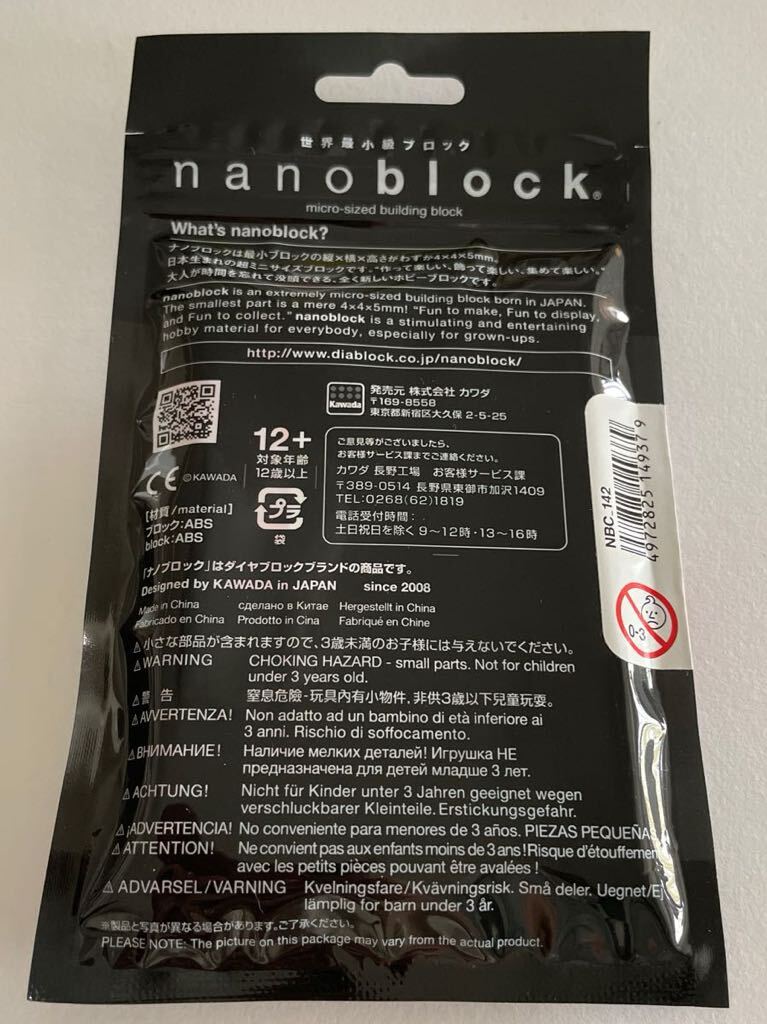 世界最小級ブロック
nanoblock®
micro-sized building block
What's nanoblock?
ナノブロックは最小ブロックの縦×横×高さがわずか4×4×5mm。
日本生まれの超ミニサイズブロックです。"作って楽しい、飾って楽しい、集めて楽しい。"
大人が時間を忘れて没頭できる、全く新しいホビーブロックです。
nanoblock is an extremely micro-sized building block born in JAPAN.
The smallest part is a mere 4×4×5mm! "Fun to make, Fun to display,
and Fun to collect." nanoblock is a stimulating and entertaining
hobby material for everybody, especially for grown-ups.
http://www.diablock.co.jp/nanoblock/
CE ©KAWADA
12+
対象年齢
12歳以上
Kawada
発売元 株式会社 カワダ
〒169-8558
東京都新宿区大久保 2-5-25
ご意見等がございましたら、
お客様サービス課までご連絡ください。
カワダ 長野工場 お客様サービス課
〒389-0514 長野県東御市加沢1409
TEL:0268(62)1819
電話受付時間:
土日祝日を除く 9〜12時・13〜16時
[材質/material]
ブロック:ABS
block:ABS
プラ
袋
NBC_142
4972825 149379
0-3
「ナノブロック」はダイヤブロックブランドの商品です。
Designed by KAWADA in JAPAN since 2008
Made in China сделано в Китае Hergestellt in China
Fabricado en China Prodotto in Cina Fabriqué en Chine
⚠小さな部品が含まれますので、3歳未満のお子様には与えないでください。
⚠WARNING CHOKING HAZARD - small parts. Not for children
under 3 years old.
⚠警 告 窒息危險-玩具內有小物件, 非供3歲以下兒童玩耍。
⚠AVVERTENZA! Non adatto ad un bambino di età inferiore ai
3 anni. Rischio di soffocamento.
⚠ВНИМАНИЕ! Наличие мелких деталей! Игрушка НЕ
предназначена для детей младше 3 лет.
⚠ACHTUNG! Nicht für Kinder unter 3 Jahren geeignet wegen
verschluckbarer Kleinteile. Erstickungsgefahr.
⚠¡ADVERTENCIA! No conveniente para menores de 3 años. PIEZAS PEQUEÑAS
⚠ATTENTION! Ne convient pas aux enfants moins de 3 ans! Risque d'étouffemen
avec les petits pièces pouvant être avalées !
⚠ADVARSEL/VARNING Kvelningsfare/Kvävningsrisk. Små deler. Uegnet/Ej
lämplig for barn under 3 år.
※製品と写真が異なる場合があります。ご了承ください。
PLEASE NOTE: The picture on this package may vary from the actual product.